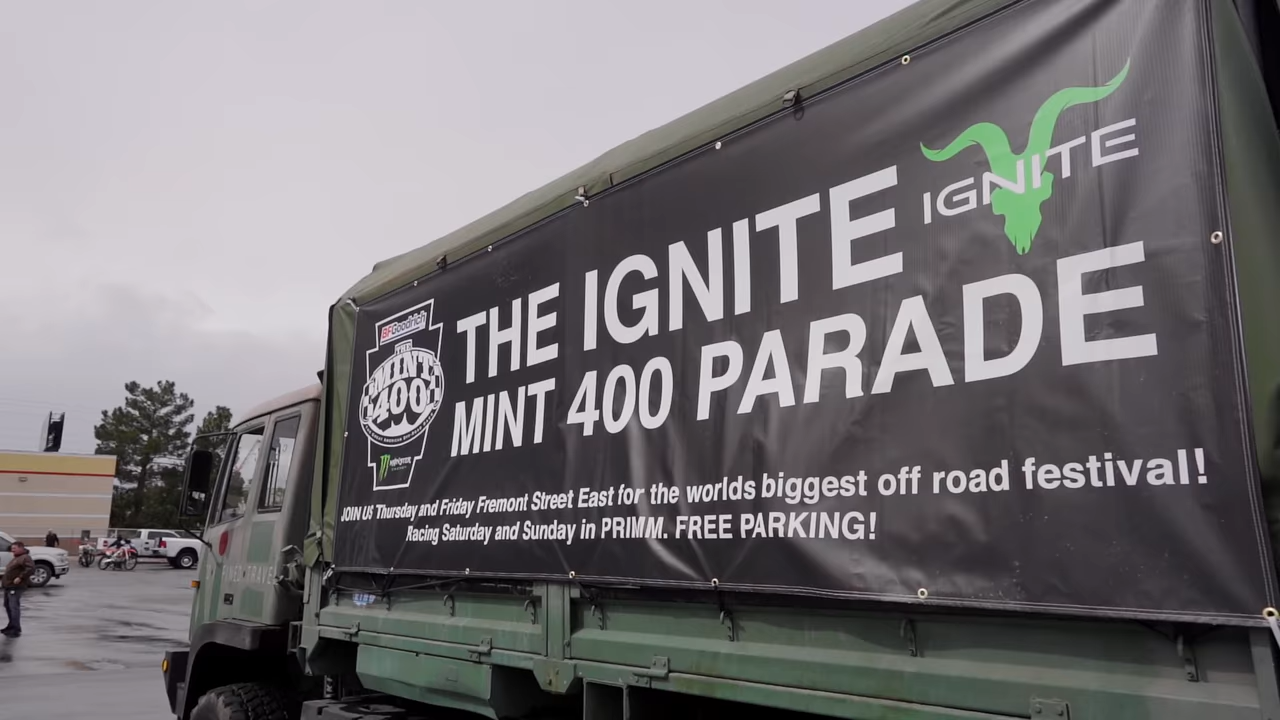 BFGoodrich
THE
MINT
400
THE IGNITE
MINT 400 PARADE
IGNITE
JOIN US Thursday and Friday Fremont Street East for the worlds biggest off road festival!
Racing Saturday and Sunday in PRIMM. FREE PARKING!